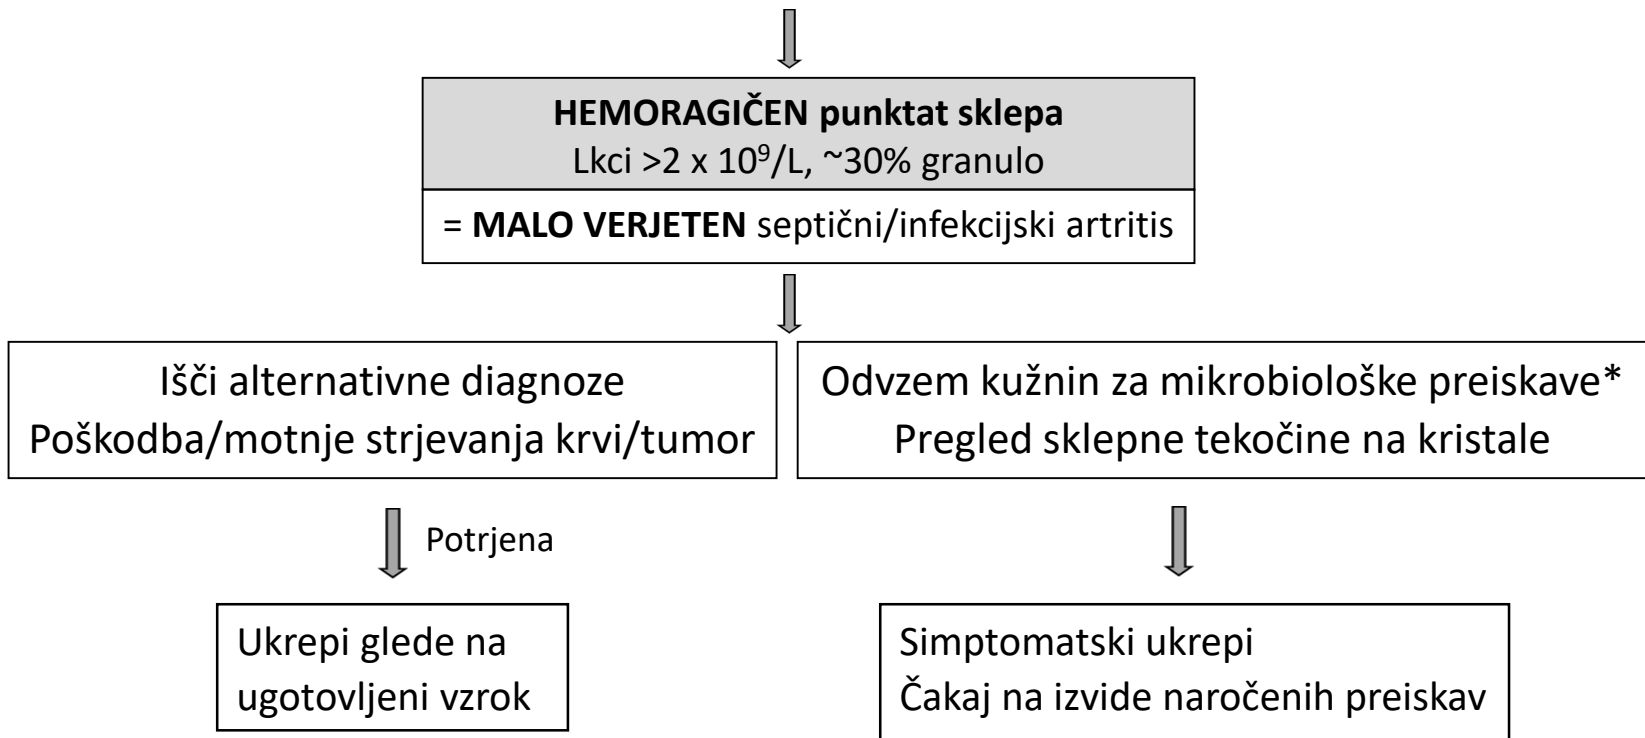 HEMORAGIČEN punktat sklepa
Lkci >2 x 10⁹/L, ~30% granulo
= MALO VERJETEN septični/infekcijski artritis
Išči alternativne diagnoze
Poškodba/motnje strjevanja krvi/tumor
Odvzem kužnin za mikrobiološke preiskave*
Pregled sklepne tekočine na kristale
Potrjena
Ukrepi glede na
ugotovljeni vzrok
Simptomatski ukrepi
Čakaj na izvide naročenih preiskav